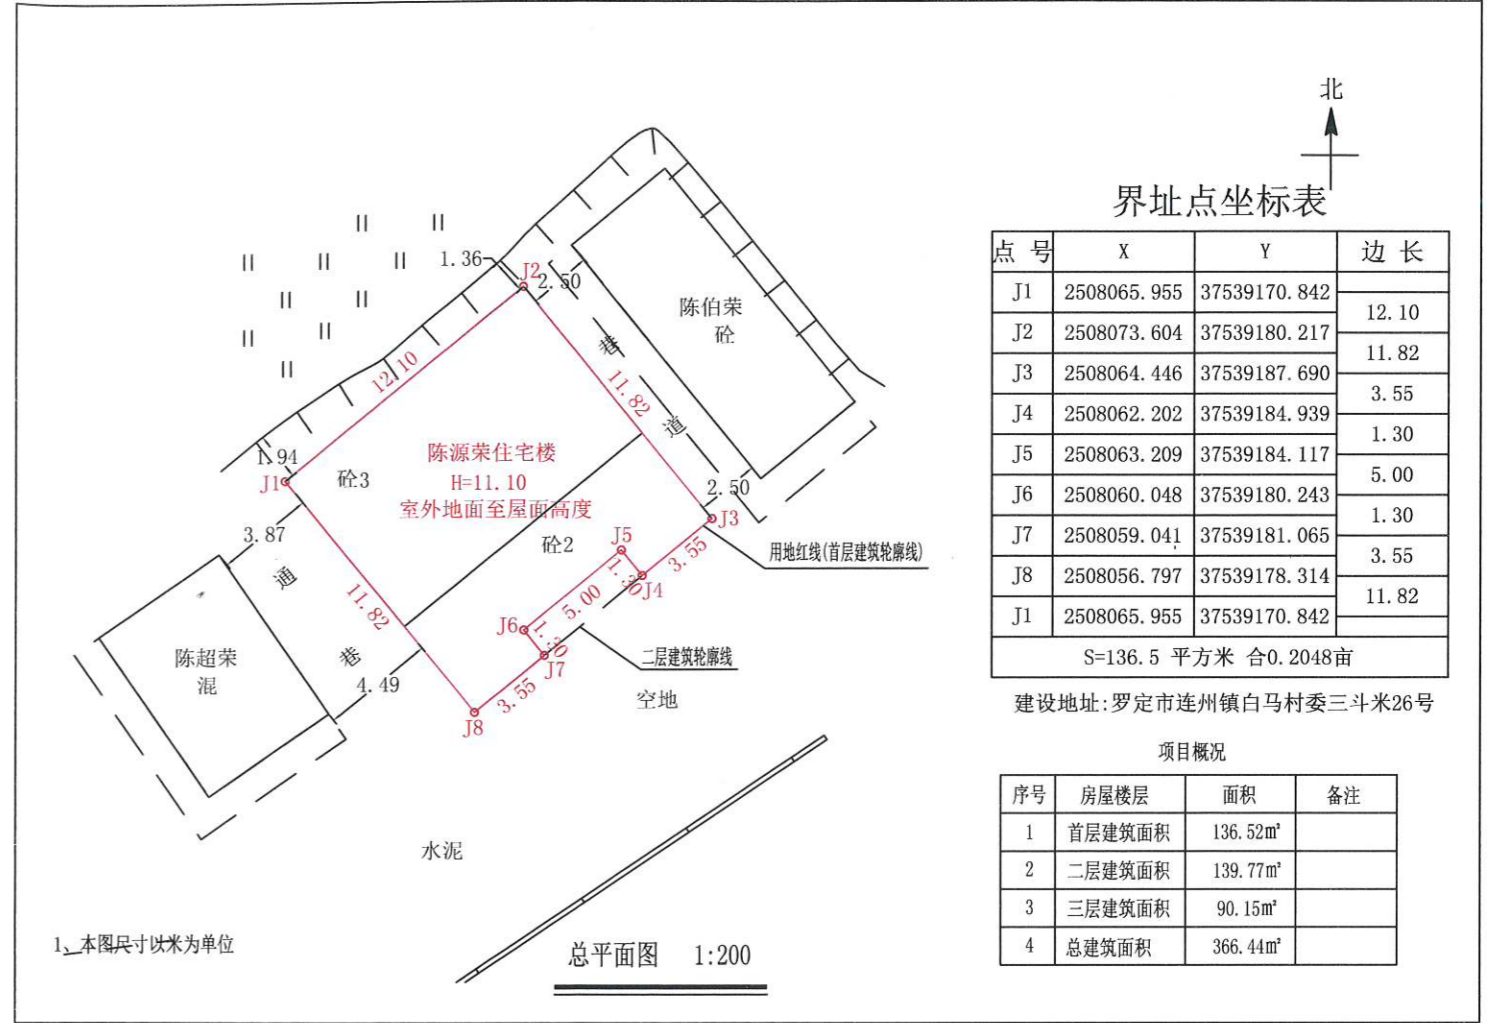 北
界址点坐标表
点 号 X Y 边 长
J1 2508065.955 37539170.842
12.10
J2 2508073.604 37539180.217
11.82
J3 2508064.446 37539187.690
3.55
J4 2508062.202 37539184.939
1.30
J5 2508063.209 37539184.117
5.00
J6 2508060.048 37539180.243
1.30
J7 2508059.041 37539181.065
3.55
J8 2508056.797 37539178.314
11.82
J1 2508065.955 37539170.842
S=136.5 平方米 合0.2048亩
建设地址:罗定市连州镇白马村委三斗米26号
项目概况
序号 房屋楼层 面积 备注
1 首层建筑面积 136.52㎡
2 二层建筑面积 139.77㎡
3 三层建筑面积 90.15㎡
4 总建筑面积 366.44㎡
1.36
J2
2.50
陈伯荣
砼
巷
道
12.10
11.82
陈源荣住宅楼
H=11.10
室外地面至屋面高度
1.94
J1
砼3
2.50
J3
3.87
通
巷
砼2
J5
用地红线(首层建筑轮廓线)
3.55
1.30
J4
5.00
11.82
J6
1.30
J7
二层建筑轮廓线
陈超荣
混
4.49
3.55
J8
空地
水泥
1、本图尺寸以米为单位
总平面图 1:200